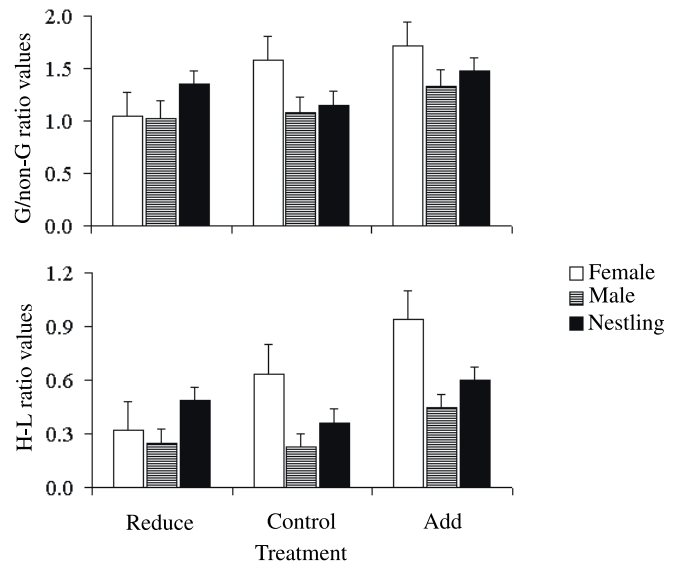 G/non-G ratio values
2.0
1.5
1.0
0.5
0.0
H-L ratio values
1.2
0.9
0.6
0.3
0.0
Female
Male
Nestling
Reduce Control Add
Treatment